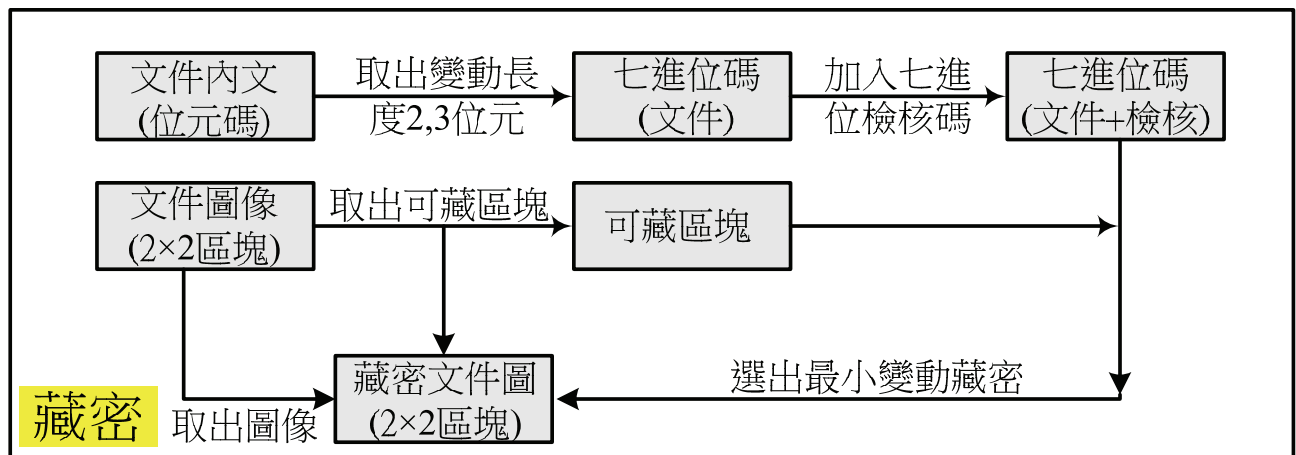 文件內文
(位元碼)
取出變動長
度2,3位元
七進位碼
(文件)
加入七進
位檢核碼
七進位碼
(文件+檢核)
文件圖像
(2×2區塊)
取出可藏區塊
可藏區塊
藏密文件圖
(2×2區塊)
選出最小變動藏密
藏密
取出圖像